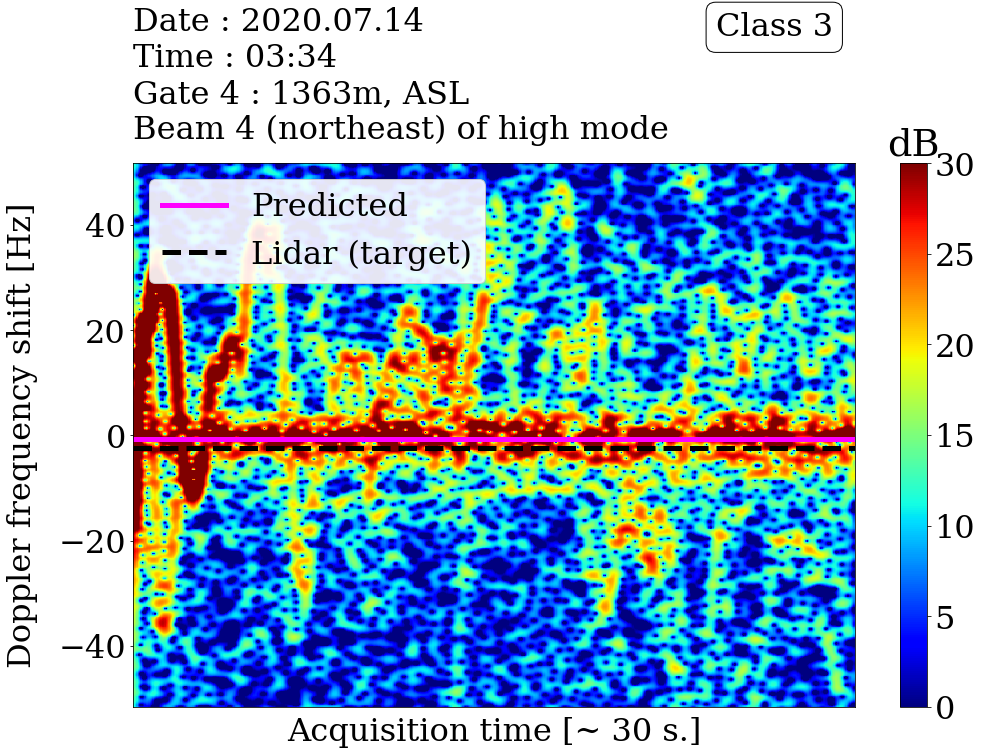 Date : 2020.07.14
Class 3
Time : 03:34
Gate 4 : 1363m, ASL
Beam 4 (northeast) of high mode
dB
Predicted
Lidar (target)
Doppler frequency shift [Hz]
40
20
0
−20
−40
30
25
20
15
10
5
0
Acquisition time [~ 30 s.]